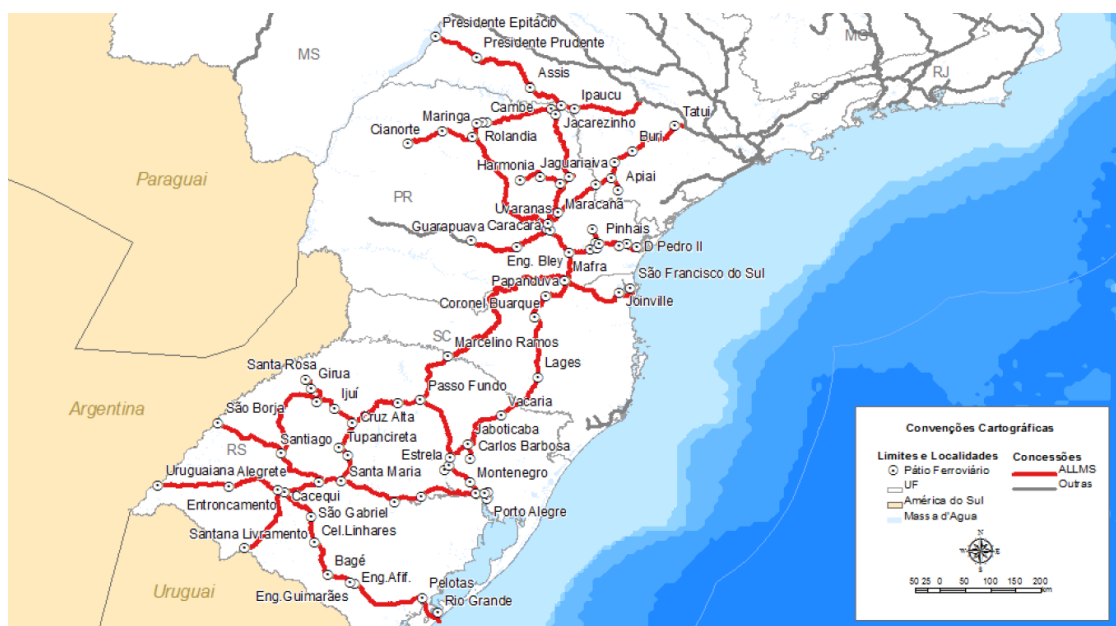 Presidente Epitácio
MS
MG
Presidente Prudente
RJ
Assis
SP
Cambé
Ipaucu
Tatui
Maringa
Jacarezinho
Cianorte
Rolandia
Buri
Harmonia
Jaguariaiva
Paraguai
Apiai
PR
Uvaranas
Maracanã
Guarapuava
Caracará
Pinhais
D Pedro II
Eng. Bley
Mafra
São Francisco do Sul
Papanduva
Coronel Buarque
Joinville
SC
Marcelino Ramos
Santa Rosa
Girua
Lages
Ijuí
Passo Fundo
Argentina
São Borja
Cruz Alta
Vacaria
Santiago
Tupancireta
Jaboticaba
RS
Estrela
Carlos Barbosa
Uruguaiana
Alegrete
Santa Maria
Montenegro
Entroncamento
Cacequi
Porto Alegre
São Gabriel
Santana Livramento
Cel.Linhares
Bagé
Eng.Afif.
Pelotas
Uruguai
Eng.Guimarães
Rio Grande
Convenções Cartográficas
Limites e Localidades
Pátio Ferroviário
UF
América do Sul
Massa d'Agua
Concessões
ALLMS
Outras
N
W
E
S
50 25 0 50 100 150 200
km